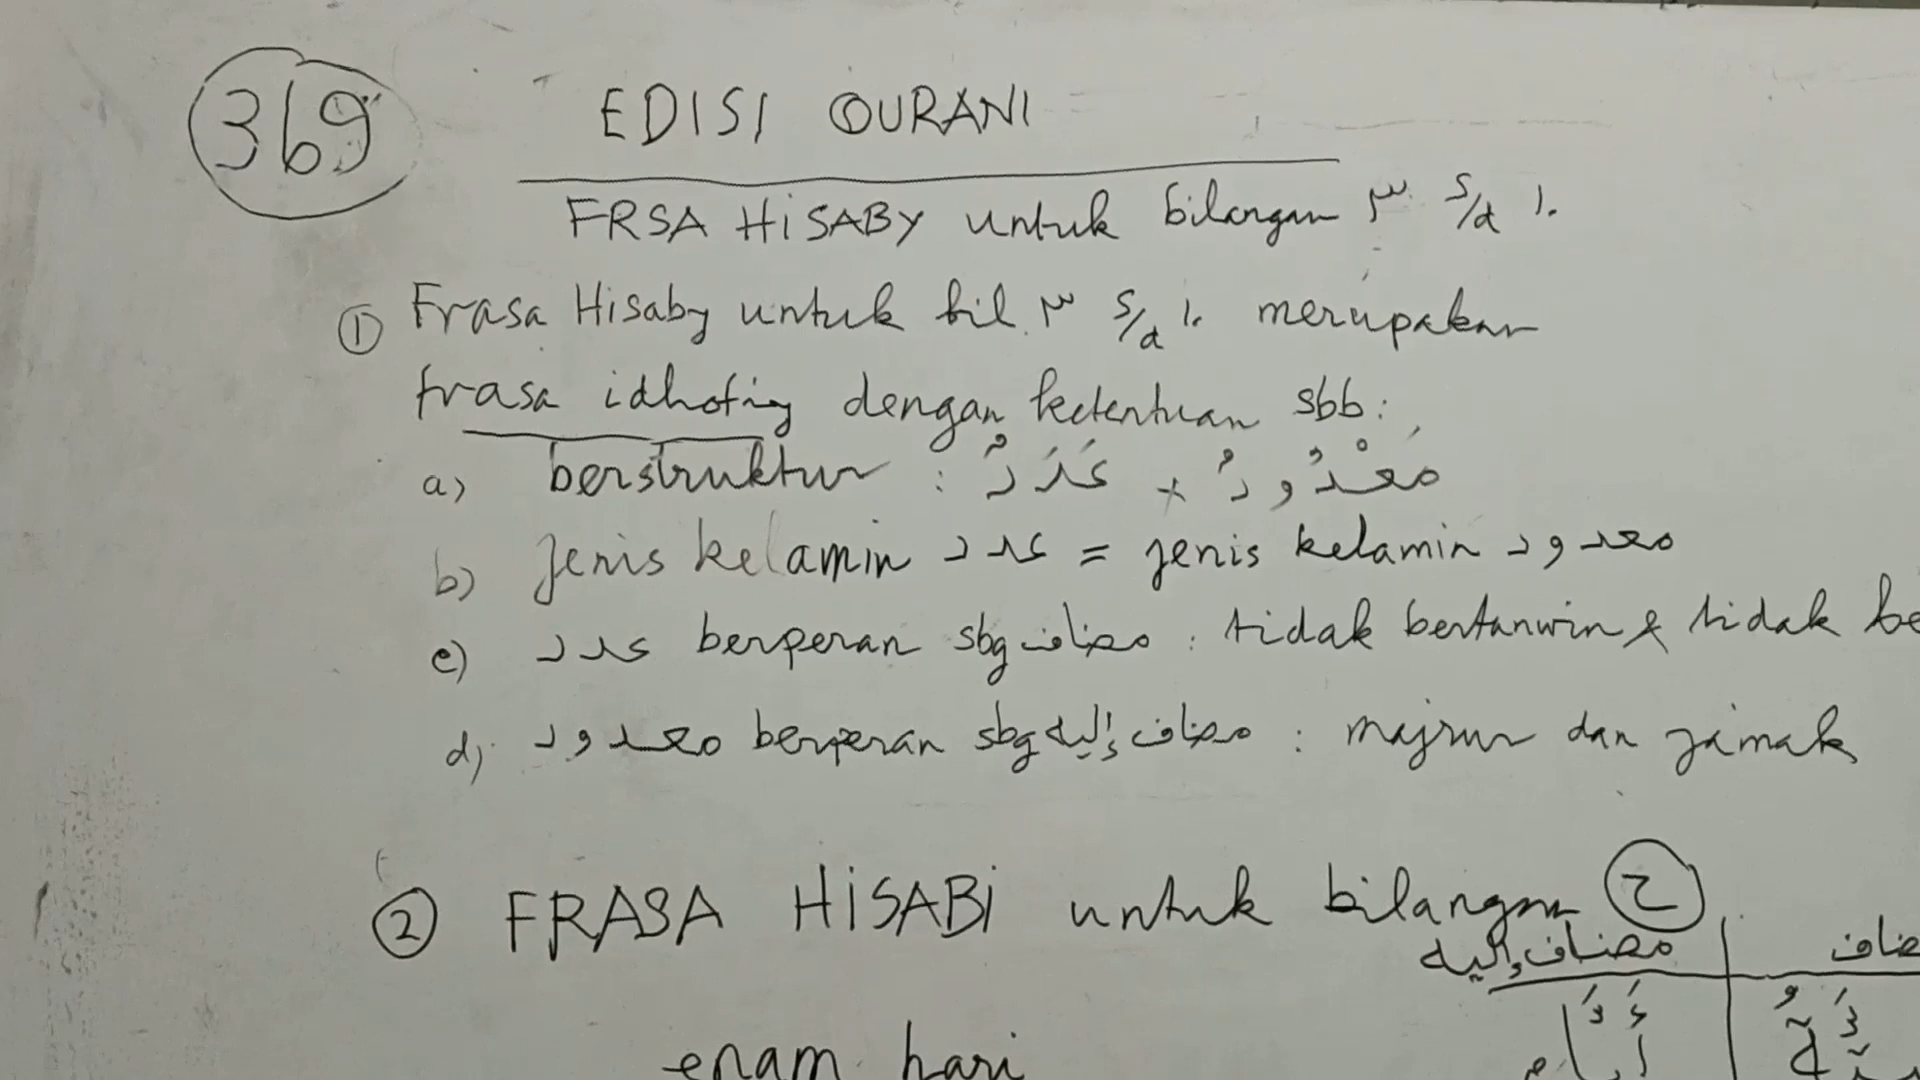 369
EDISI QURANI
FRSA HiSABY untuk bilangan ٣ s/d ١٠
① Frasa Hisaby untuk bil. ٣ s/d ١٠ merupakan
frasa idhofiy dengan ketentuan sbb:
a) berstruktur : عَدَدٌ + مَعْدُودٌ
b) Jenis kelamin عدد = jenis kelamin معدود
c) عدد berperan sbg مضاف : tidak bertanwin & tidak be
d) معدود berperan sbg مضاف إليه : majrur dan jamak
② FRASA HiSABi untuk bilangan
مضاف إليه
enam hari